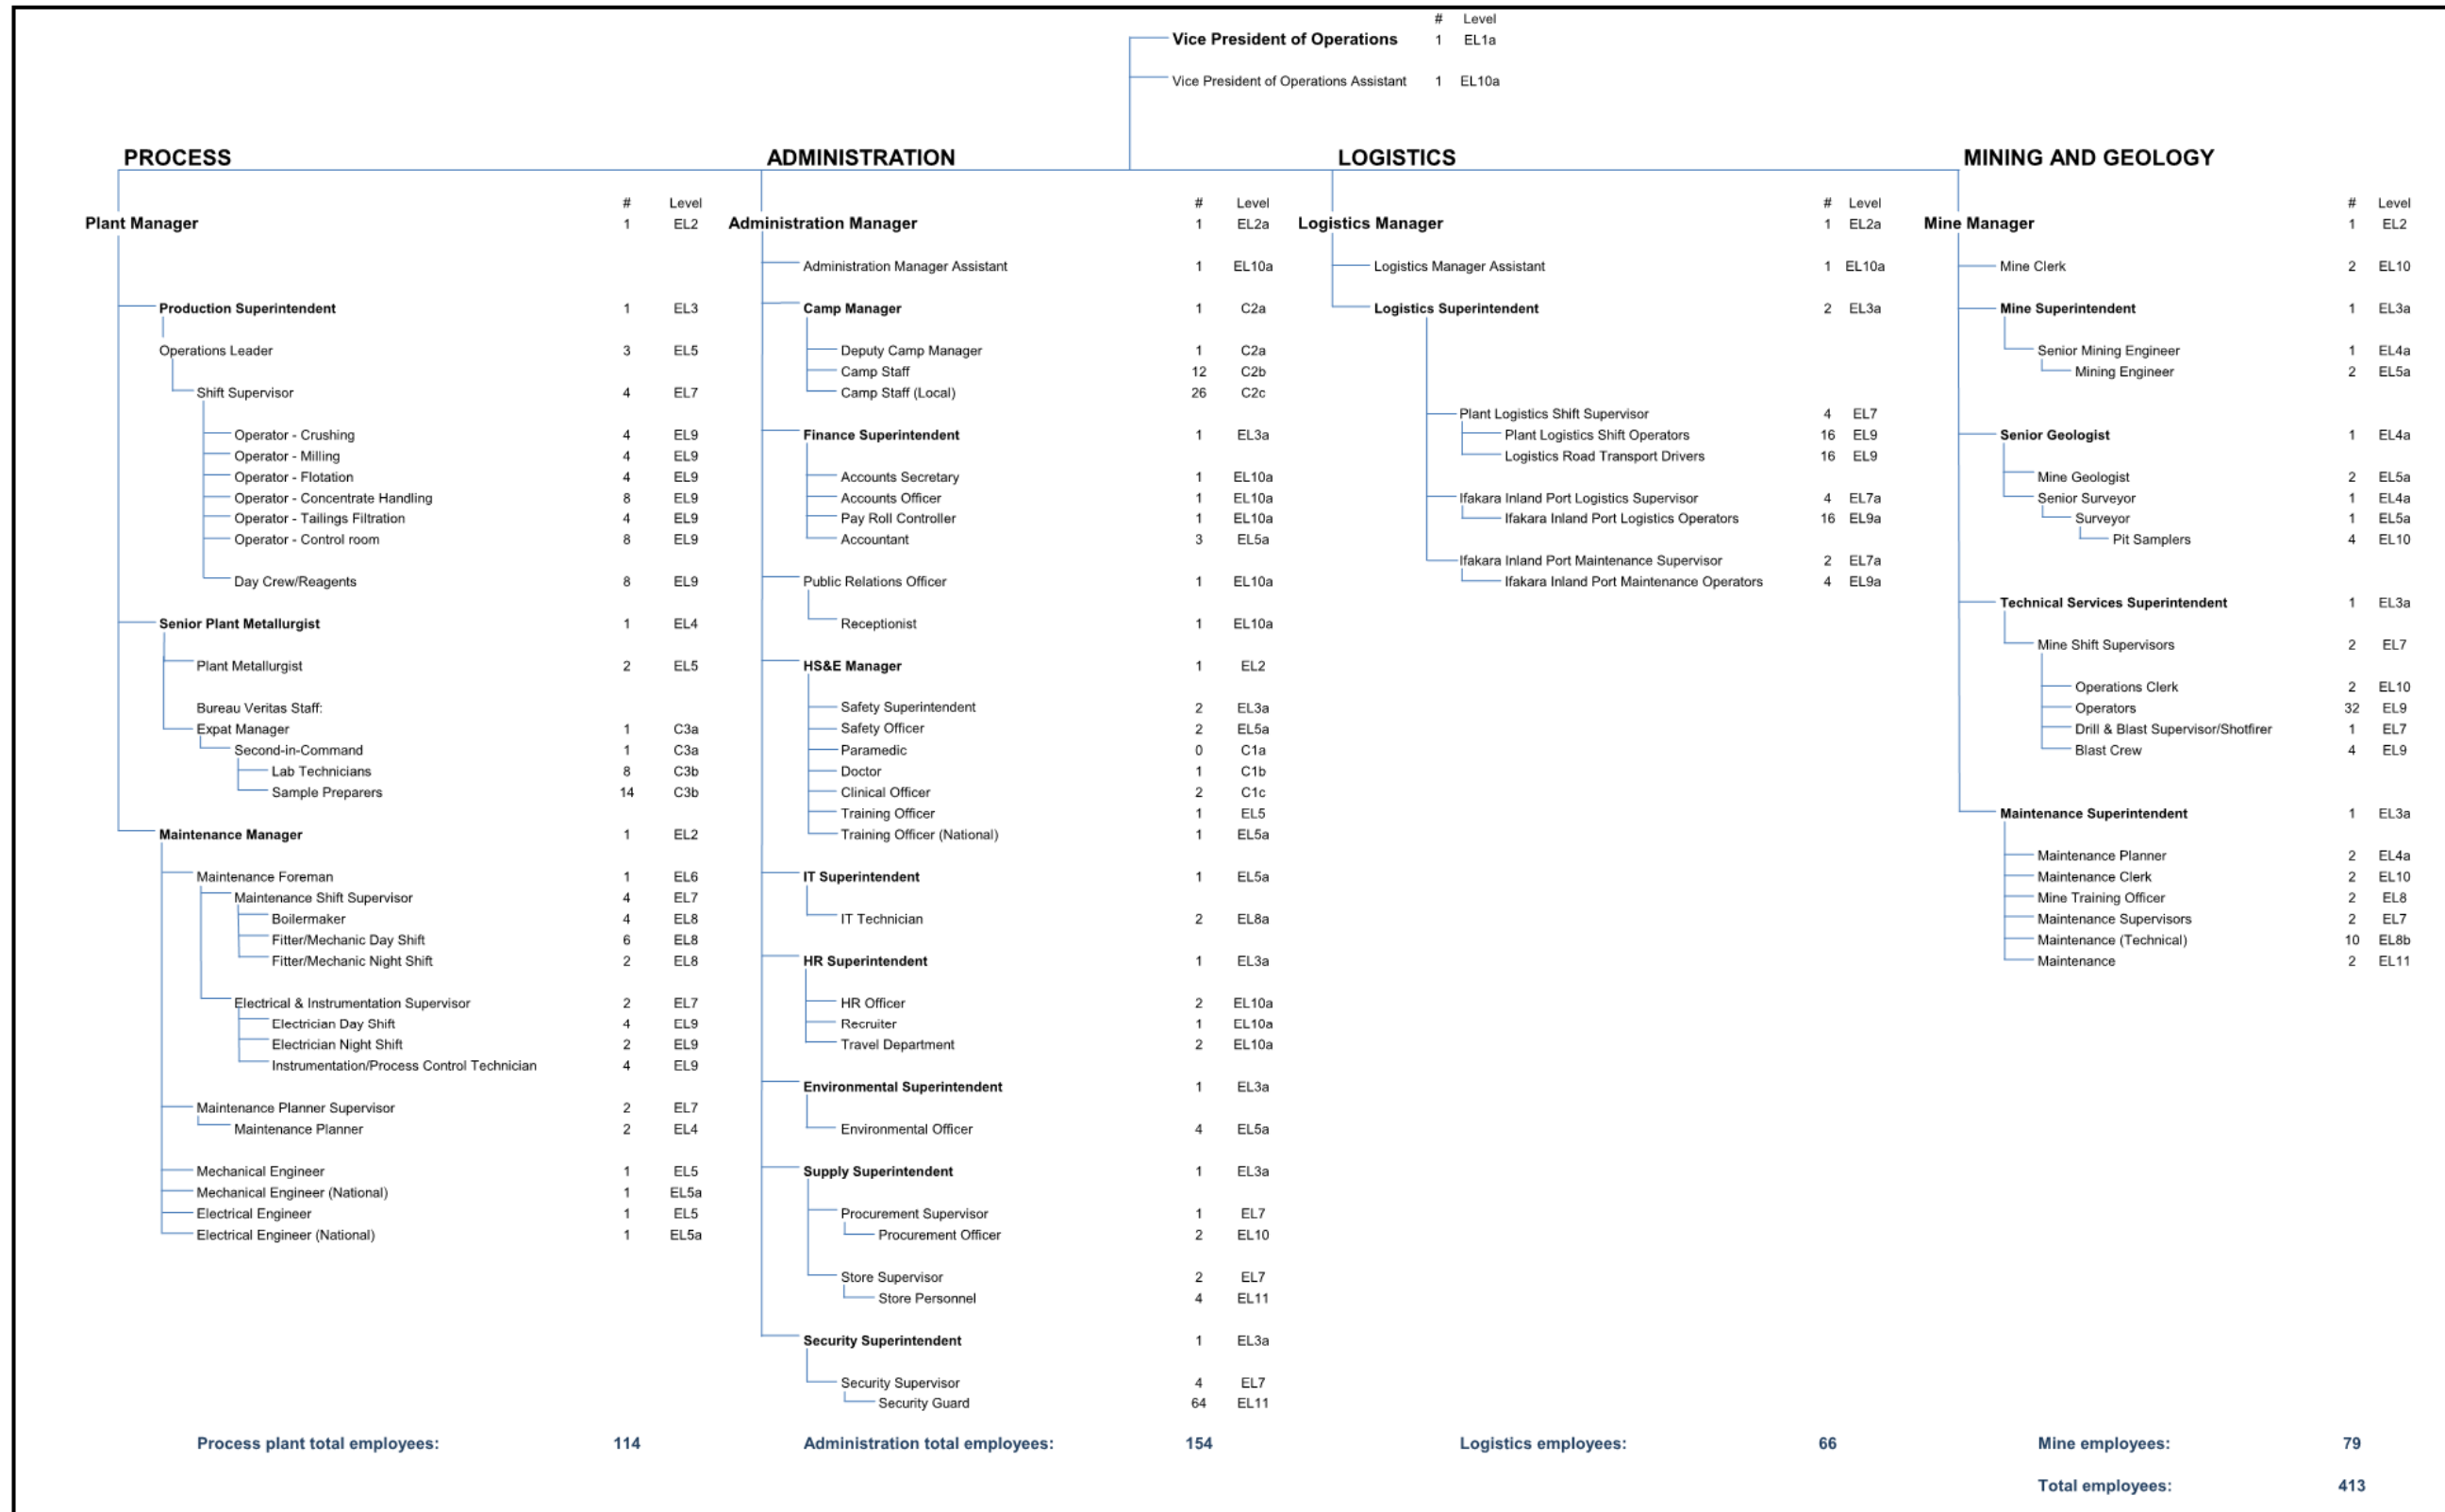 # Level
Vice President of Operations 1 EL1a
Vice President of Operations Assistant 1 EL10a
PROCESS
# Level
Plant Manager 1 EL2
Production Superintendent 1 EL3
Operations Leader 3 EL5
Shift Supervisor 4 EL7
Operator - Crushing 4 EL9
Operator - Milling 4 EL9
Operator - Flotation 4 EL9
Operator - Concentrate Handling 8 EL9
Operator - Tailings Filtration 4 EL9
Operator - Control room 8 EL9
Day Crew/Reagents 8 EL9
Senior Plant Metallurgist 1 EL4
Plant Metallurgist 2 EL5
Bureau Veritas Staff:
Expat Manager 1 C3a
Second-in-Command 1 C3a
Lab Technicians 8 C3b
Sample Preparers 14 C3b
Maintenance Manager 1 EL2
Maintenance Foreman 1 EL6
Maintenance Shift Supervisor 4 EL7
Boilermaker 4 EL8
Fitter/Mechanic Day Shift 6 EL8
Fitter/Mechanic Night Shift 2 EL8
Electrical & Instrumentation Supervisor 2 EL7
Electrician Day Shift 4 EL9
Electrician Night Shift 2 EL9
Instrumentation/Process Control Technician 4 EL9
Maintenance Planner Supervisor 2 EL7
Maintenance Planner 2 EL4
Mechanical Engineer 1 EL5
Mechanical Engineer (National) 1 EL5a
Electrical Engineer 1 EL5
Electrical Engineer (National) 1 EL5a
Process plant total employees: 114
ADMINISTRATION
# Level
Administration Manager 1 EL2a
Administration Manager Assistant 1 EL10a
Camp Manager 1 C2a
Deputy Camp Manager 1 C2a
Camp Staff 12 C2b
Camp Staff (Local) 26 C2c
Finance Superintendent 1 EL3a
Accounts Secretary 1 EL10a
Accounts Officer 1 EL10a
Pay Roll Controller 1 EL10a
Accountant 3 EL5a
Public Relations Officer 1 EL10a
Receptionist 1 EL10a
HS&E Manager 1 EL2
Safety Superintendent 2 EL3a
Safety Officer 2 EL5a
Paramedic 0 C1a
Doctor 1 C1b
Clinical Officer 2 C1c
Training Officer 1 EL5
Training Officer (National) 1 EL5a
IT Superintendent 1 EL5a
IT Technician 2 EL8a
HR Superintendent 1 EL3a
HR Officer 2 EL10a
Recruiter 1 EL10a
Travel Department 2 EL10a
Environmental Superintendent 1 EL3a
Environmental Officer 4 EL5a
Supply Superintendent 1 EL3a
Procurement Supervisor 1 EL7
Procurement Officer 2 EL10
Store Supervisor 2 EL7
Store Personnel 4 EL11
Security Superintendent 1 EL3a
Security Supervisor 4 EL7
Security Guard 64 EL11
Administration total employees: 154
LOGISTICS
# Level
Logistics Manager 1 EL2a
Logistics Manager Assistant 1 EL10a
Logistics Superintendent 2 EL3a
Plant Logistics Shift Supervisor 4 EL7
Plant Logistics Shift Operators 16 EL9
Logistics Road Transport Drivers 16 EL9
Ifakara Inland Port Logistics Supervisor 4 EL7a
Ifakara Inland Port Logistics Operators 16 EL9a
Ifakara Inland Port Maintenance Supervisor 2 EL7a
Ifakara Inland Port Maintenance Operators 4 EL9a
Logistics employees: 66
MINING AND GEOLOGY
# Level
Mine Manager 1 EL2
Mine Clerk 2 EL10
Mine Superintendent 1 EL3a
Senior Mining Engineer 1 EL4a
Mining Engineer 2 EL5a
Senior Geologist 1 EL4a
Mine Geologist 2 EL5a
Senior Surveyor 1 EL4a
Surveyor 1 EL5a
Pit Samplers 4 EL10
Technical Services Superintendent 1 EL3a
Mine Shift Supervisors 2 EL7
Operations Clerk 2 EL10
Operators 32 EL9
Drill & Blast Supervisor/Shotfirer 1 EL7
Blast Crew 4 EL9
Maintenance Superintendent 1 EL3a
Maintenance Planner 2 EL4a
Maintenance Clerk 2 EL10
Mine Training Officer 2 EL8
Maintenance Supervisors 2 EL7
Maintenance (Technical) 10 EL8b
Maintenance 2 EL11
Mine employees: 79
Total employees: 413